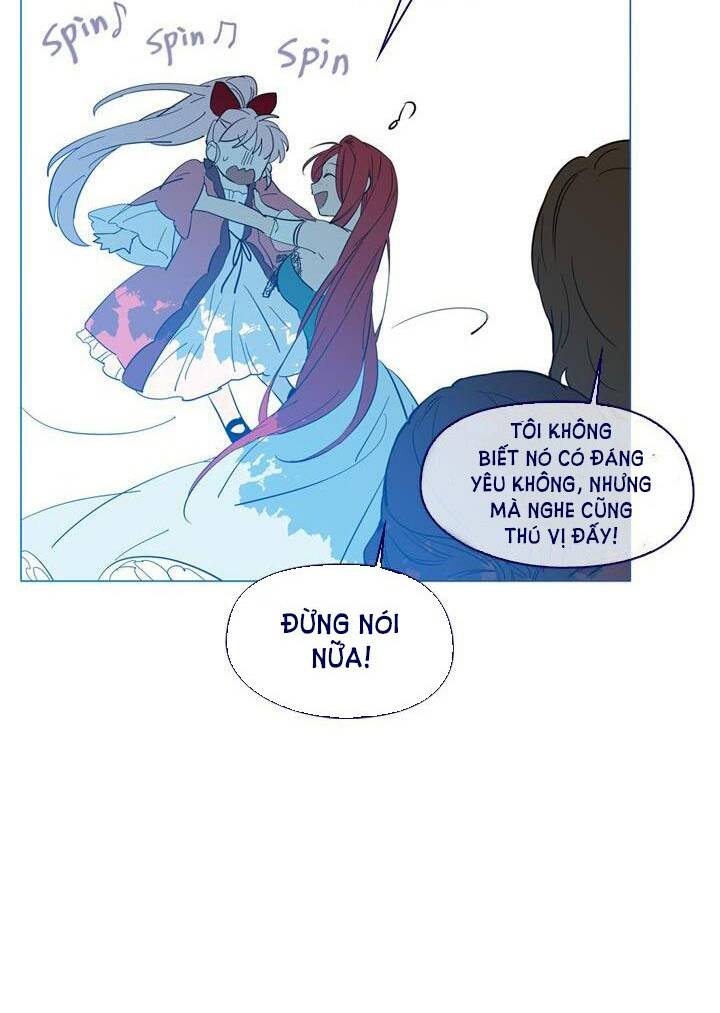 Spin♪
Spin♫
Spin
TÔI KHÔNG
BIẾT NÓ CÓ ĐÁNG
YÊU KHÔNG, NHƯNG
MÀ NGHE CŨNG
THÚ VỊ ĐẤY!
ĐỪNG NÓI
NỮA!